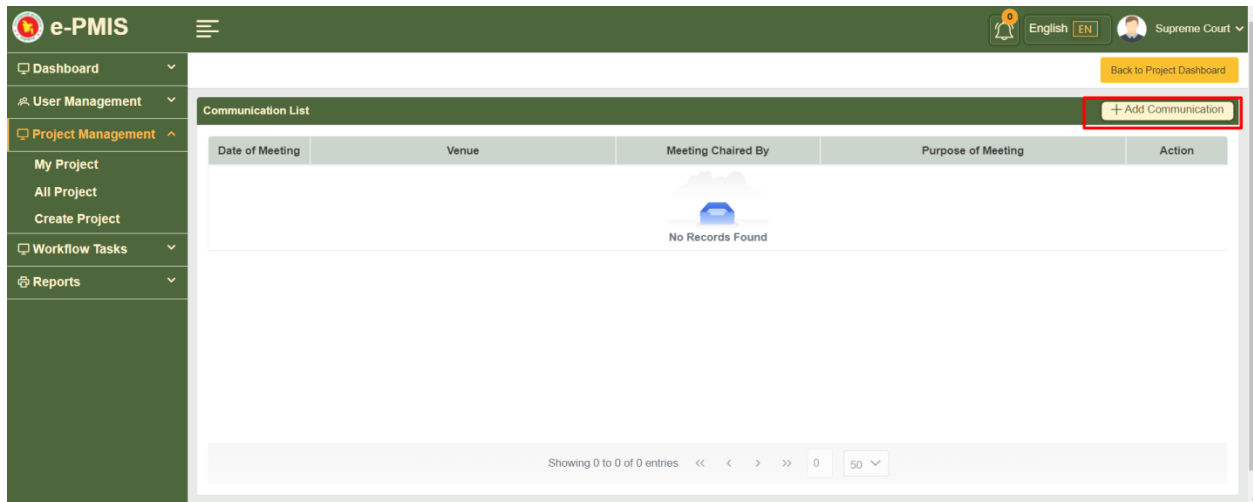 e-PMIS
0
English EN
Supreme Court
Dashboard
Back to Project Dashboard
User Management
Communication List
+ Add Communication
Project Management
Date of Meeting Venue Meeting Chaired By Purpose of Meeting Action
My Project
All Project
Create Project
No Records Found
Workflow Tasks
Reports
Showing 0 to 0 of 0 entries << < > >> 0 50